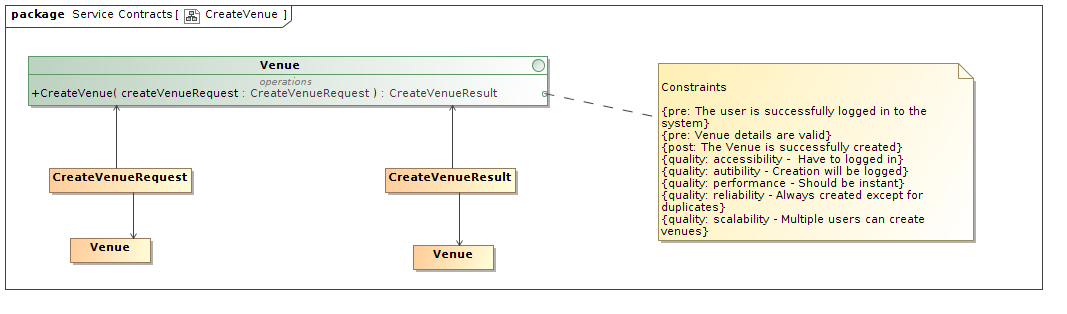 package Service Contracts [ CreateVenue ]
Venue
operations
+CreateVenue( createVenueRequest : CreateVenueRequest ) : CreateVenueResult
Constraints
{pre: The user is successfully logged in to the
system}
{pre: Venue details are valid}
{post: The Venue is successfully created}
{quality: accessibility - Have to logged in}
{quality: autibility - Creation will be logged}
{quality: performance - Should be instant}
{quality: reliability - Always created except for
duplicates}
{quality: scalability - Multiple users can create
venues}
CreateVenueRequest
CreateVenueResult
Venue
Venue